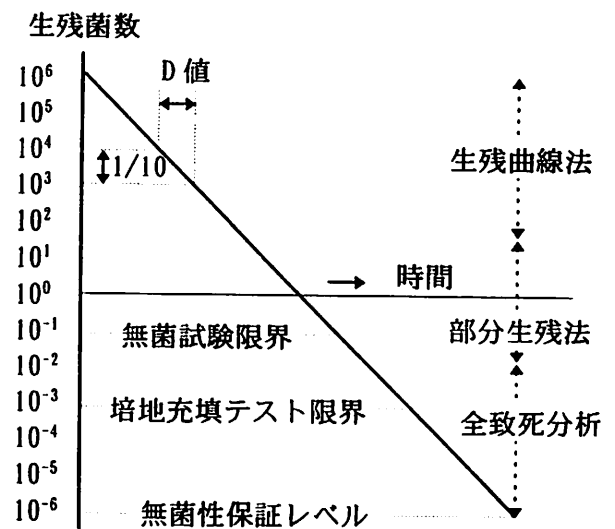 生残菌数
10⁶
D値
10⁵
10⁴
1/10
10³
生残曲線法
10²
10¹
時間
10⁰
10⁻¹
無菌試験限界
部分生残法
10⁻²
10⁻³
培地充填テスト限界
全致死分析
10⁻⁴
10⁻⁵
10⁻⁶
無菌性保証レベル